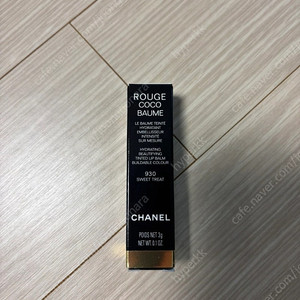 ROUGE
COCO
BAUME
LE BAUME TEINTÉ
HYDRATANT
EMBELLISSEUR
INTENSITÉ
SUR MESURE
HYDRATING
BEAUTIFYING
TINTED LIP BALM
BUILDABLE COLOUR
930
SWEET TREAT
CHANEL
POIDS NET 3g
NET WT. 0.1 OZ.